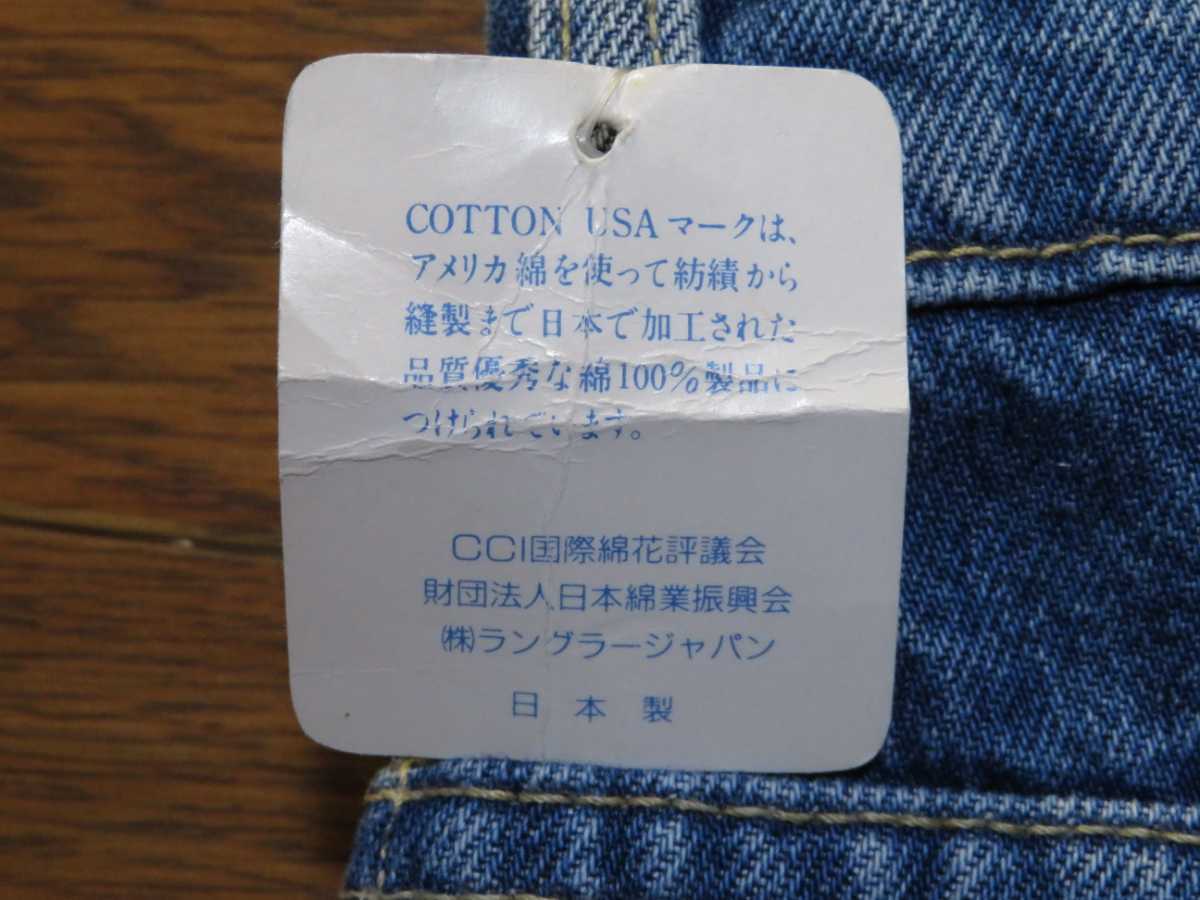 COTTON USAマークは、
アメリカ綿を使って紡績から
縫製まで日本で加工された
品質優秀な綿100%製品に
つけられています。
CCI国際綿花評議会
財団法人日本綿業振興会
㈱ラングラージャパン
日本製